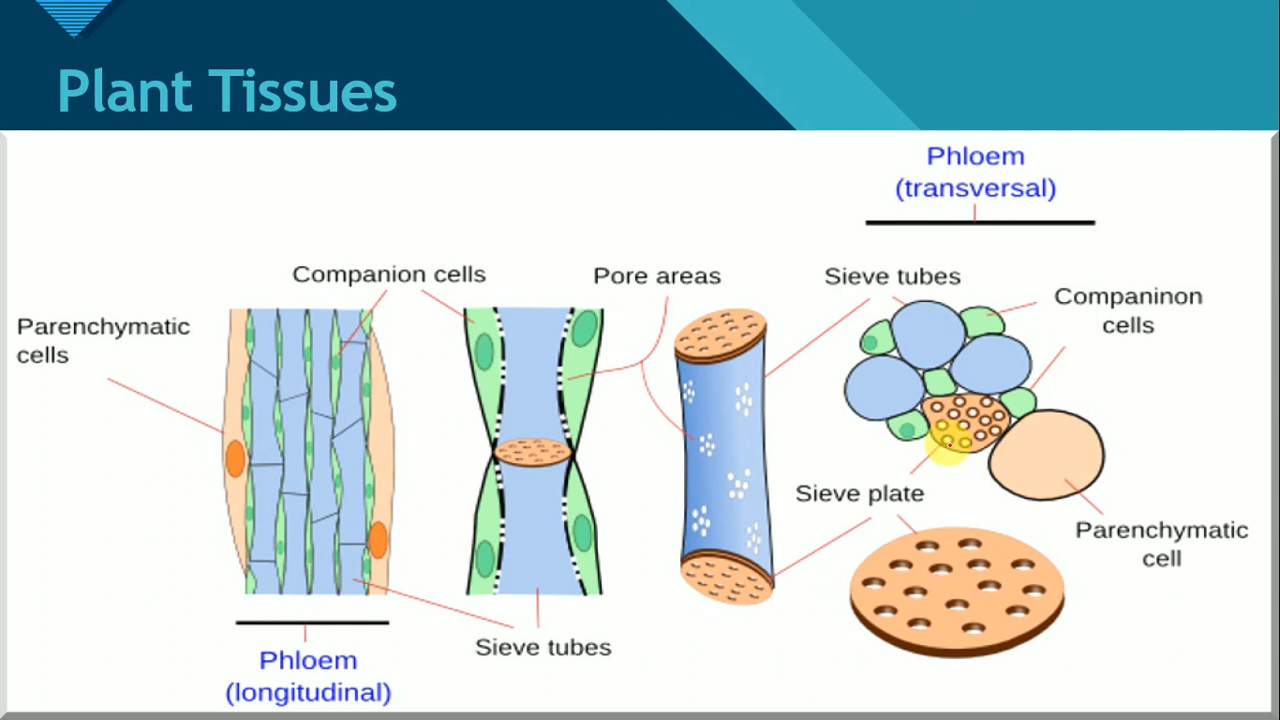 Plant Tissues
Phloem
(transversal)
Companion cells
Pore areas
Sieve tubes
Companinon
cells
Parenchymatic
cells
Sieve plate
Parenchymatic
cell
Sieve tubes
Phloem
(longitudinal)